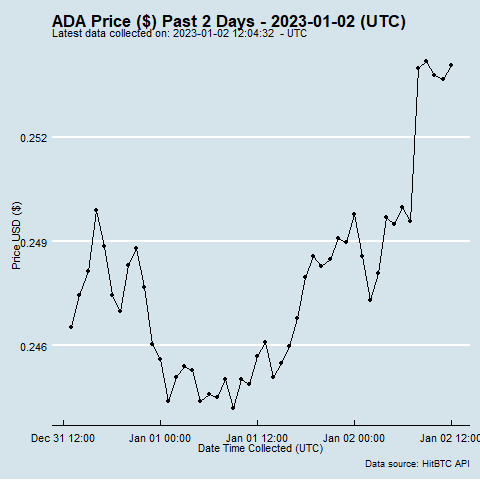 ADA Price ($) Past 2 Days - 2023-01-02 (UTC)
Latest data collected on: 2023-01-02 12:04:32 - UTC
0.252
0.249
0.246
Price USD ($)
Dec 31 12:00 Jan 01 00:00 Jan 01 12:00 Jan 02 00:00 Jan 02 12:00
Date Time Collected (UTC)
Data source: HitBTC API